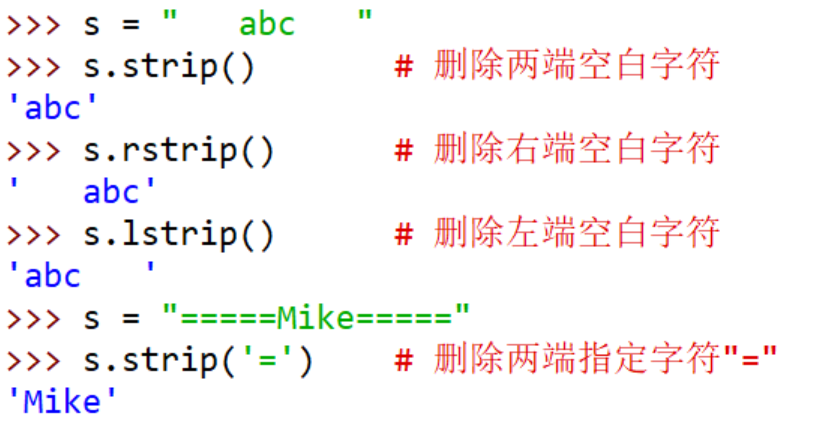 >>> s = "   abc   "
>>> s.strip()       # 删除两端空白字符
'abc'
>>> s.rstrip()      # 删除右端空白字符
'   abc'
>>> s.lstrip()      # 删除左端空白字符
'abc   '
>>> s = "=====Mike====="
>>> s.strip('=')    # 删除两端指定字符"="
'Mike'